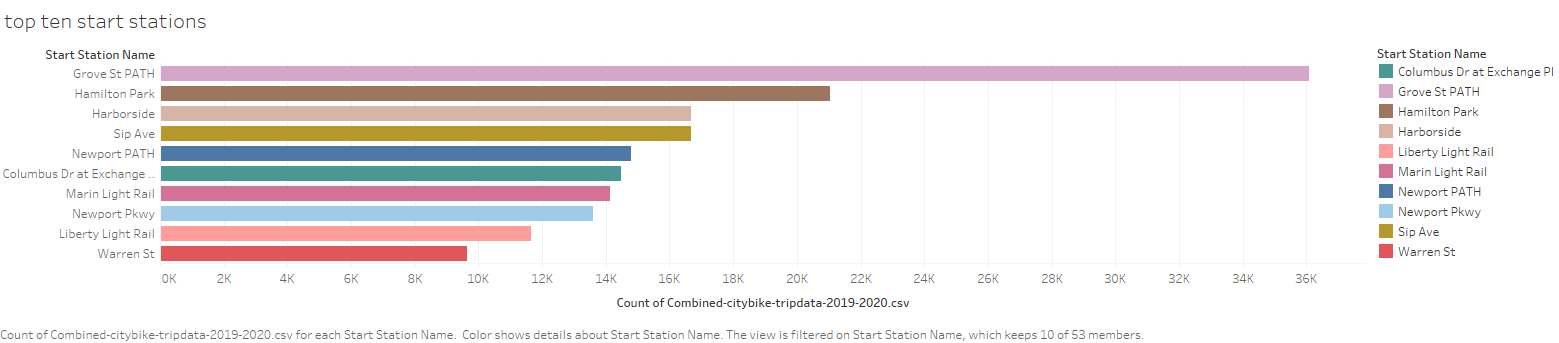 top ten start stations
Start Station Name
Grove St PATH
Hamilton Park
Harborside
Sip Ave
Newport PATH
Columbus Dr at Exchange ..
Marin Light Rail
Newport Pkwy
Liberty Light Rail
Warren St
0K 2K 4K 6K 8K 10K 12K 14K 16K 18K 20K 22K 24K 26K 28K 30K 32K 34K 36K
Count of Combined-citybike-tripdata-2019-2020.csv
Start Station Name
Columbus Dr at Exchange Pl
Grove St PATH
Hamilton Park
Harborside
Liberty Light Rail
Marin Light Rail
Newport PATH
Newport Pkwy
Sip Ave
Warren St
Count of Combined-citybike-tripdata-2019-2020.csv for each Start Station Name.  Color shows details about Start Station Name. The view is filtered on Start Station Name, which keeps 10 of 53 members.